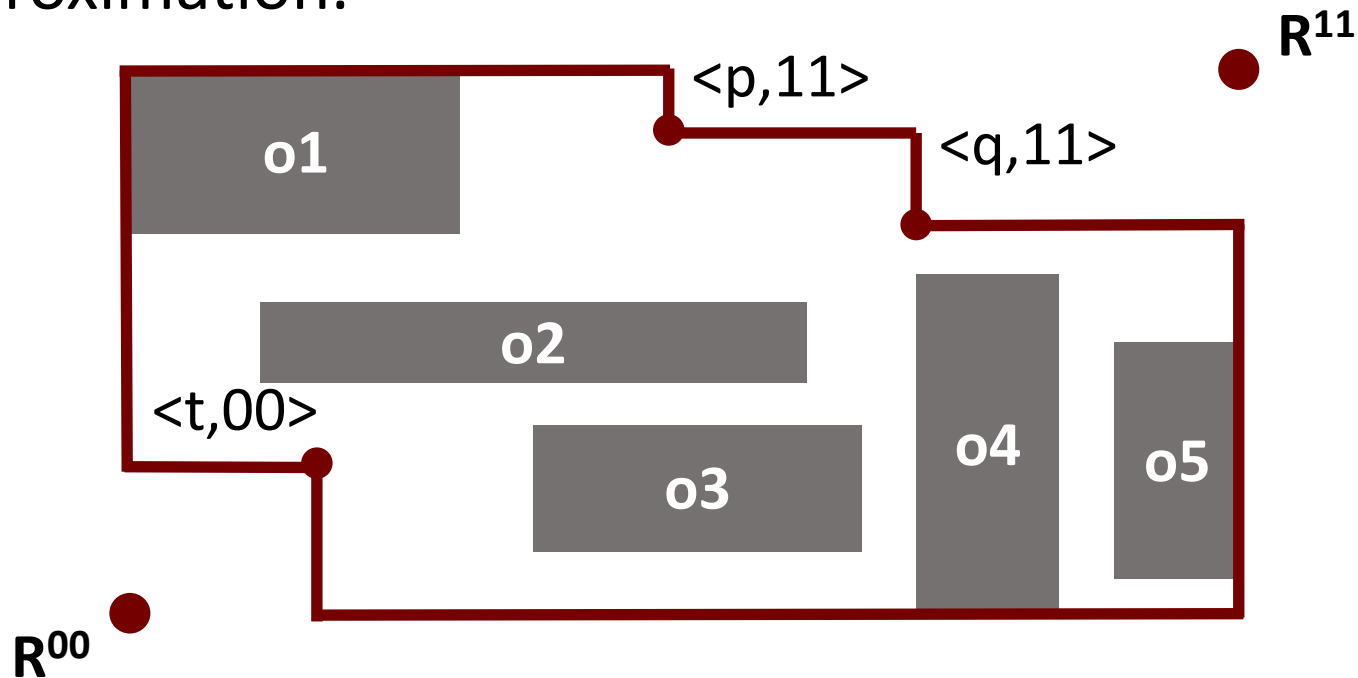 R¹¹
<p,11>
<q,11>
o1
o2
<t,00>
o4
o5
o3
R⁰⁰